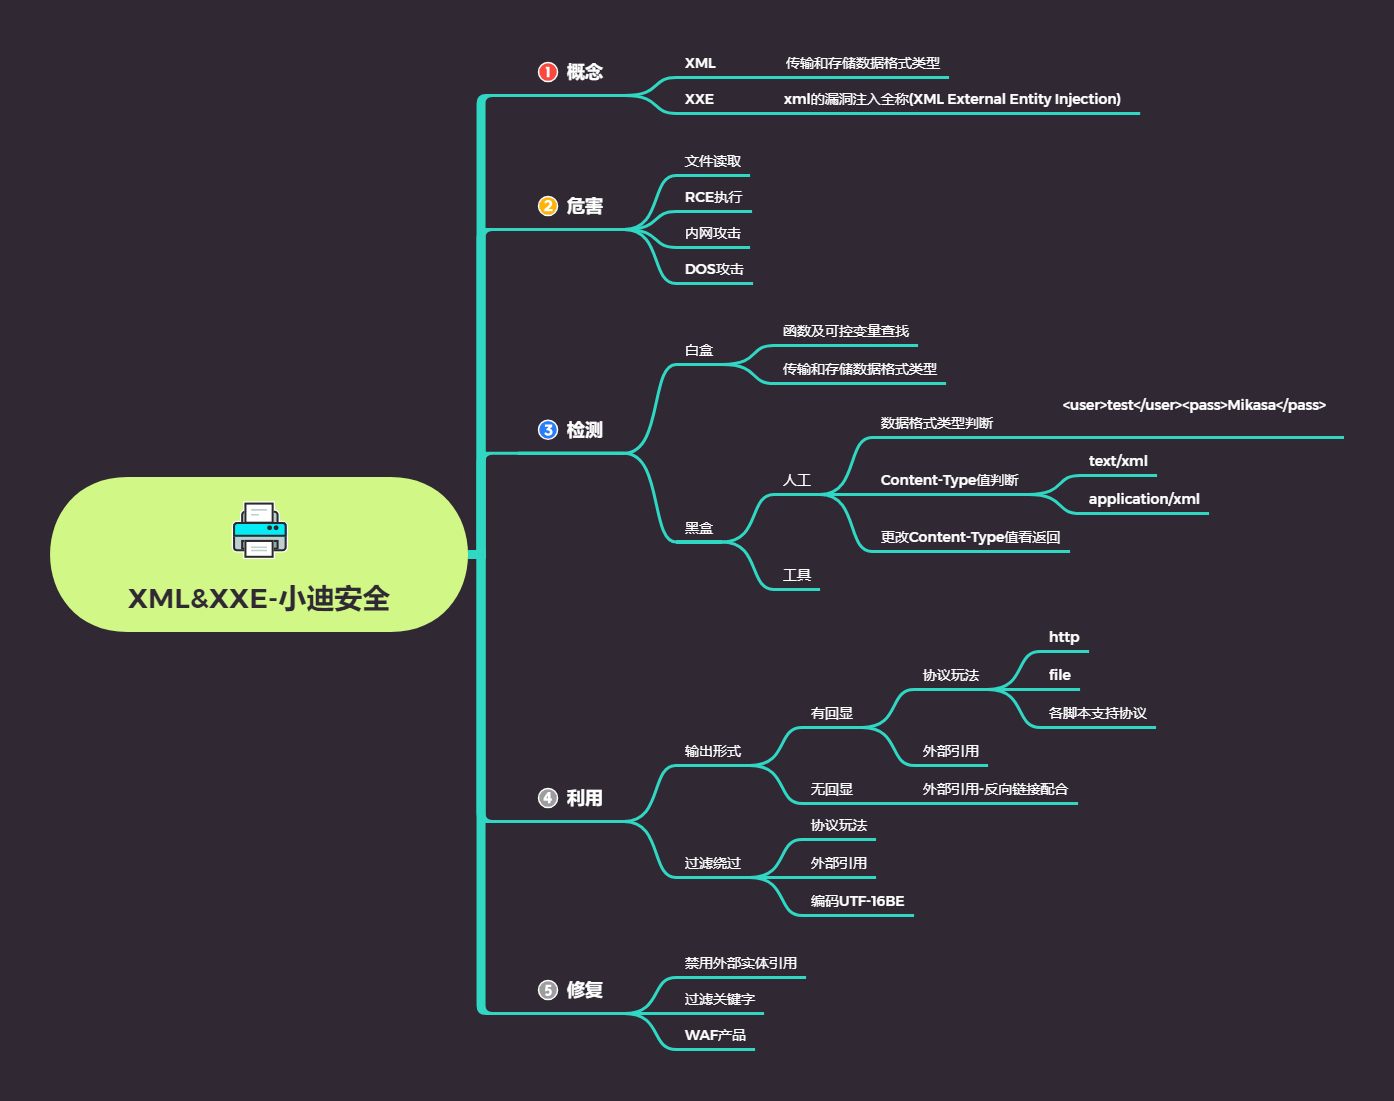 XML&XXE-小迪安全
1 概念
XML
传输和存储数据格式类型
XXE
xml的漏洞注入全称(XML External Entity Injection)
2 危害
文件读取
RCE执行
内网攻击
DOS攻击
3 检测
白盒
函数及可控变量查找
传输和存储数据格式类型
黑盒
人工
数据格式类型判断
<user>test</user><pass>Mikasa</pass>
Content-Type值判断
text/xml
application/xml
更改Content-Type值看返回
工具
4 利用
输出形式
有回显
协议玩法
http
file
各脚本支持协议
外部引用
无回显
外部引用-反向链接配合
过滤绕过
协议玩法
外部引用
编码UTF-16BE
5 修复
禁用外部实体引用
过滤关键字
WAF产品